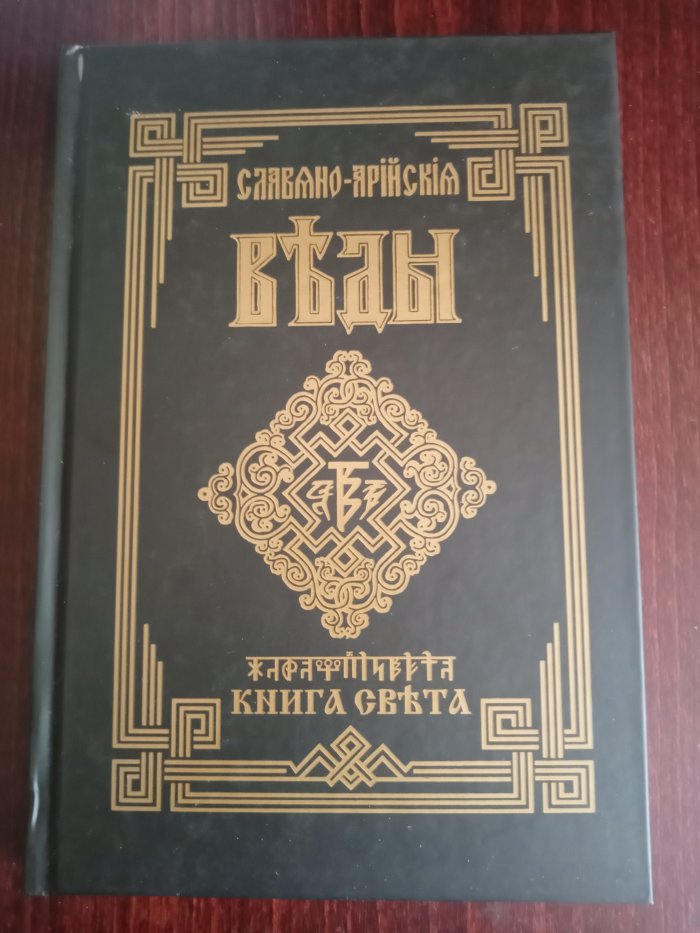 Славяно-Арійскія
Вѣды
Книга Свѣта